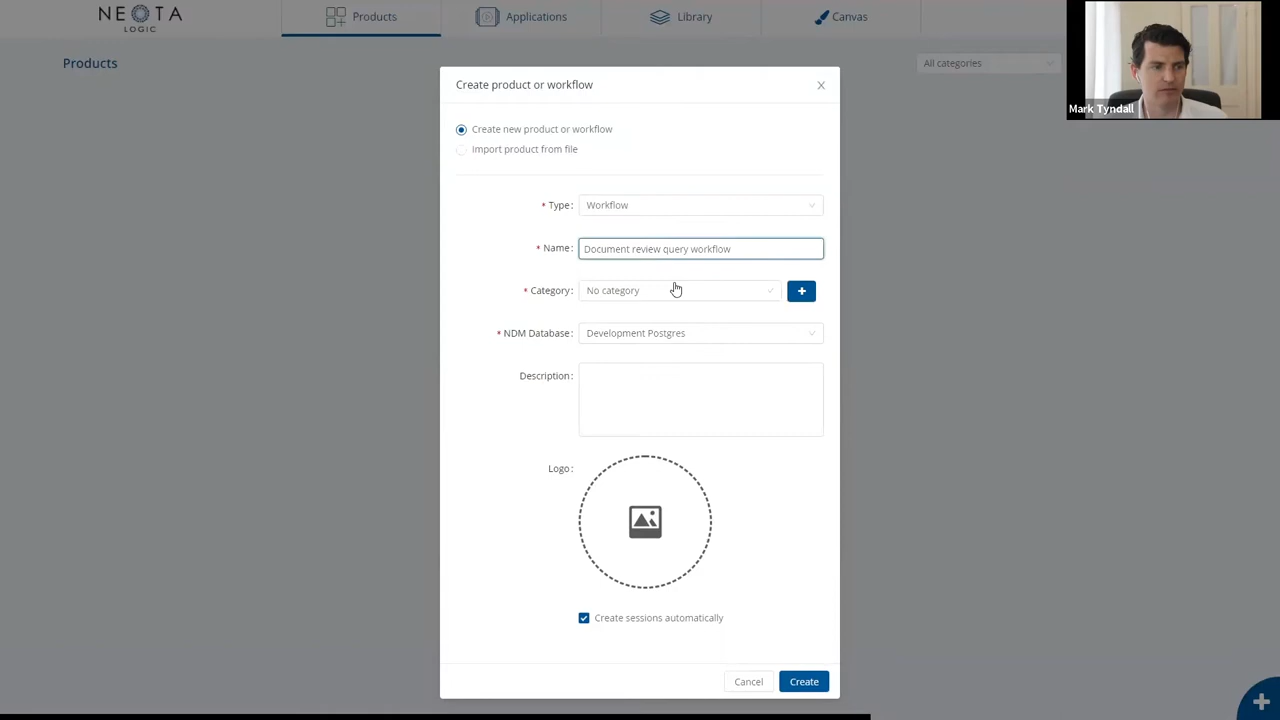 NEOTA
LOGIC
Products
Applications
Library
Canvas
Products
All categories
Mark Tyndall
Create product or workflow
Create new product or workflow
Import product from file
* Type:
Workflow
* Name:
Document review query workflow
* Category:
No category
* NDM Database:
Development Postgres
Description:
Logo:
Create sessions automatically
Cancel
Create